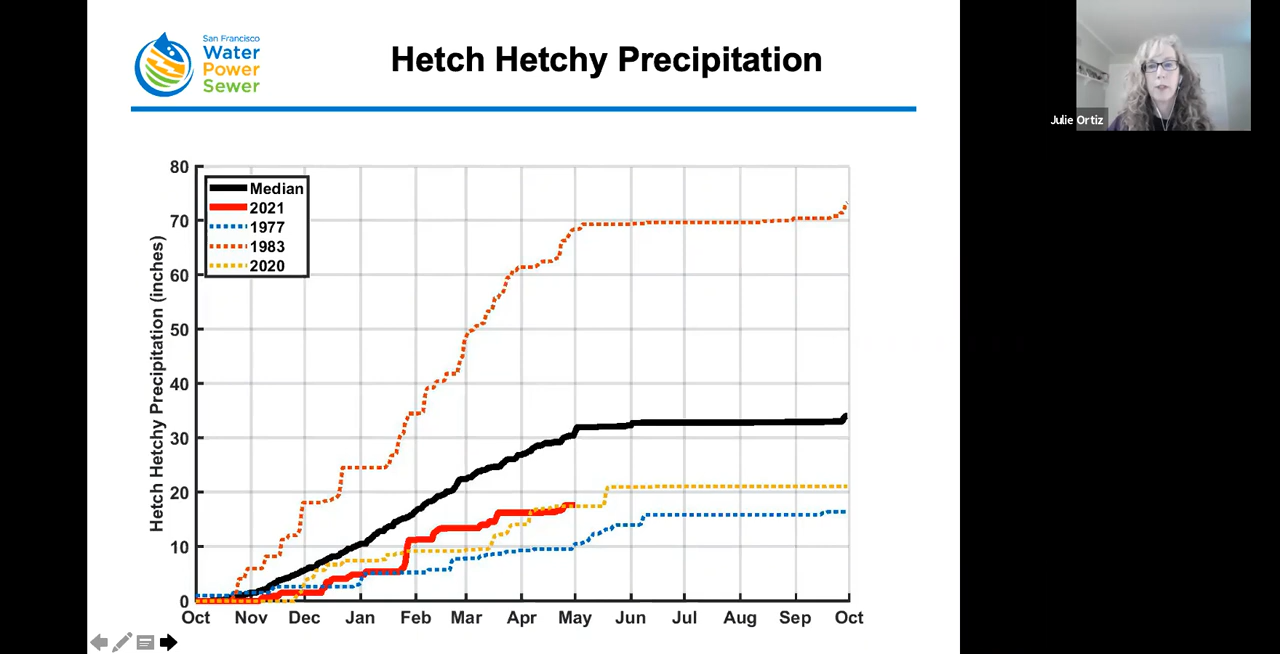 San Francisco
Water
Power
Sewer
Hetch Hetchy Precipitation
Julie Ortiz
Hetch Hetchy Precipitation (inches)
80
70
60
50
40
30
20
10
0
Median
2021
1977
1983
2020
Oct Nov Dec Jan Feb Mar Apr May Jun Jul Aug Sep Oct